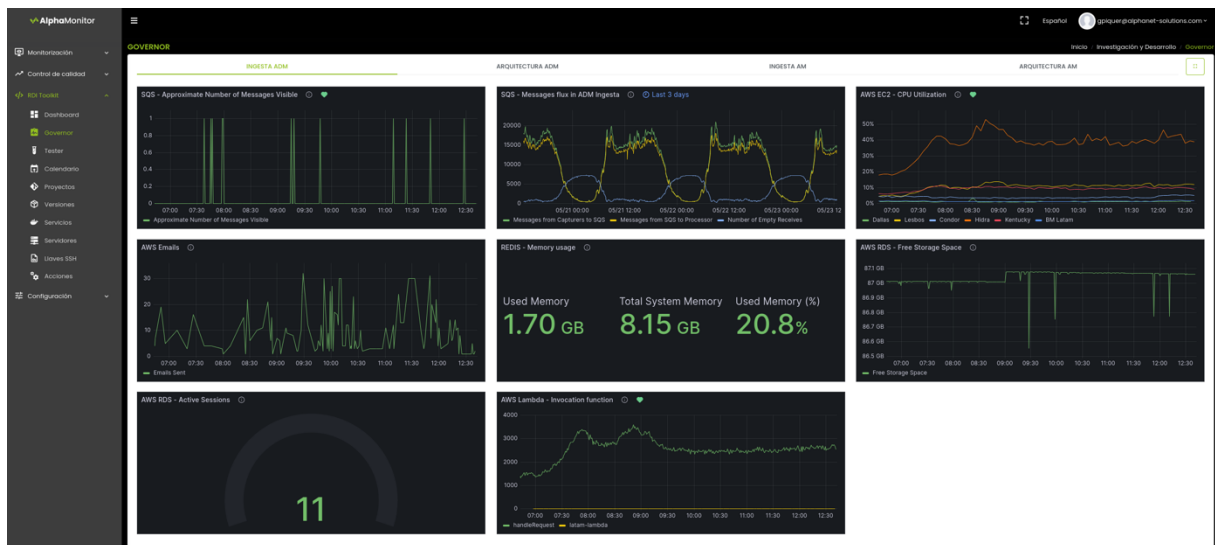 AlphaMonitor
Español
gpiquer@alphanet-solutions.com
Monitorización
Control de calidad
RDI Toolkit
Dashboard
Governor
Tester
Calendario
Proyectos
Versiones
Servicios
Servidores
Llaves SSH
Acciones
Configuración
GOVERNOR
Inicio / Investigación y Desarrollo / Governor
INGESTA ADM
ARQUITECTURA ADM
INGESTA AM
ARQUITECTURA AM
SQS - Approximate Number of Messages Visible
1
0.8
0.6
0.4
0.2
0
07:00 07:30 08:00 08:30 09:00 09:30 10:00 10:30 11:00 11:30 12:00 12:30
Approximate Number of Messages Visible
SQS - Messages flux in ADM Ingesta
Last 3 days
20000
15000
10000
5000
0
05/21 00:00 05/21 12:00 05/22 00:00 05/22 12:00 05/23 00:00 05/23 12
Messages from Captures to SQS
Messages from SQS to Processor
Number of Empty Receives
AWS EC2 - CPU Utilization
50%
40%
30%
20%
10%
0%
07:00 07:30 08:00 08:30 09:00 09:30 10:00 10:30 11:00 11:30 12:00 12:30
Dallas Lesbos Condor Hidra Kentucky BM Latam
AWS Emails
30
20
10
0
07:00 07:30 08:00 08:30 09:00 09:30 10:00 10:30 11:00 11:30 12:00 12:30
Emails Sent
REDIS - Memory usage
Used Memory Total System Memory Used Memory (%)
1.70 GB 8.15 GB 20.8%
AWS RDS - Free Storage Space
87.1 GB
87 GB
86.9 GB
86.8 GB
86.7 GB
86.6 GB
86.5 GB
07:00 07:30 08:00 08:30 09:00 09:30 10:00 10:30 11:00 11:30 12:00 12:30
Free Storage Space
AWS RDS - Active Sessions
11
AWS Lambda - Invocation function
4000
3000
2000
1000
0
07:00 07:30 08:00 08:30 09:00 09:30 10:00 10:30 11:00 11:30 12:00 12:30
handleRequest latam-lambda